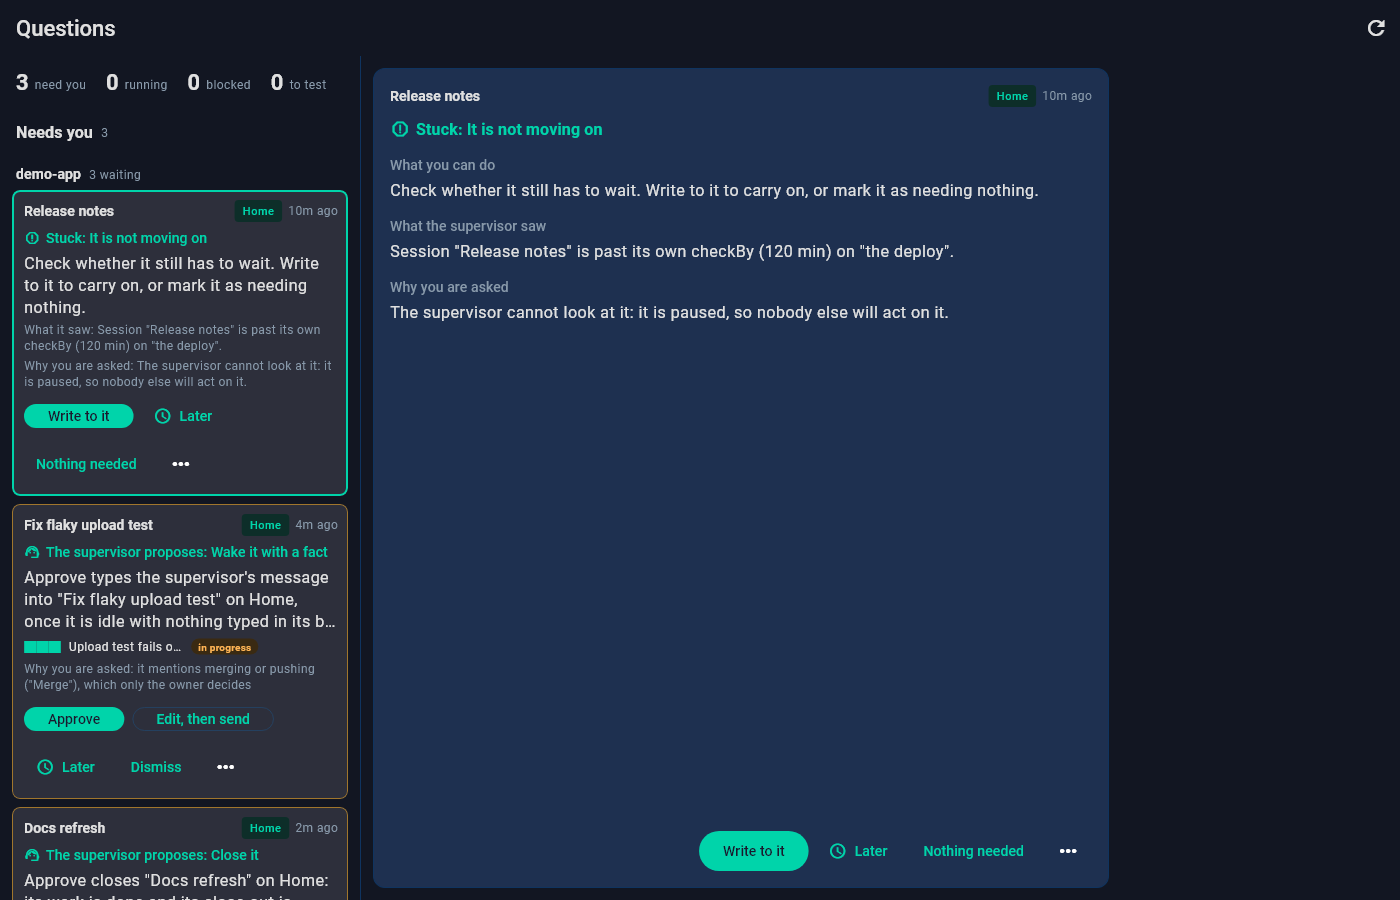 Questions
3 need you 0 running 0 blocked 0 to test
Needs you 3
demo-app 3 waiting
Release notes Home 10m ago
Stuck: It is not moving on
Check whether it still has to wait. Write
to it to carry on, or mark it as needing
nothing.
What it saw: Session "Release notes" is past its own
checkBy (120 min) on "the deploy".
Why you are asked: The supervisor cannot look at it: it
is paused, so nobody else will act on it.
Write to it Later
Nothing needed
Fix flaky upload test Home 4m ago
The supervisor proposes: Wake it with a fact
Approve types the supervisor's message
into "Fix flaky upload test" on Home,
once it is idle with nothing typed in its b…
Upload test fails o… in progress
Why you are asked: it mentions merging or pushing
("Merge"), which only the owner decides
Approve Edit, then send
Later Dismiss
Docs refresh Home 2m ago
The supervisor proposes: Close it
Approve closes "Docs refresh" on Home:
Release notes Home 10m ago
Stuck: It is not moving on
What you can do
Check whether it still has to wait. Write to it to carry on, or mark it as needing nothing.
What the supervisor saw
Session "Release notes" is past its own checkBy (120 min) on "the deploy".
Why you are asked
The supervisor cannot look at it: it is paused, so nobody else will act on it.
Write to it Later Nothing needed